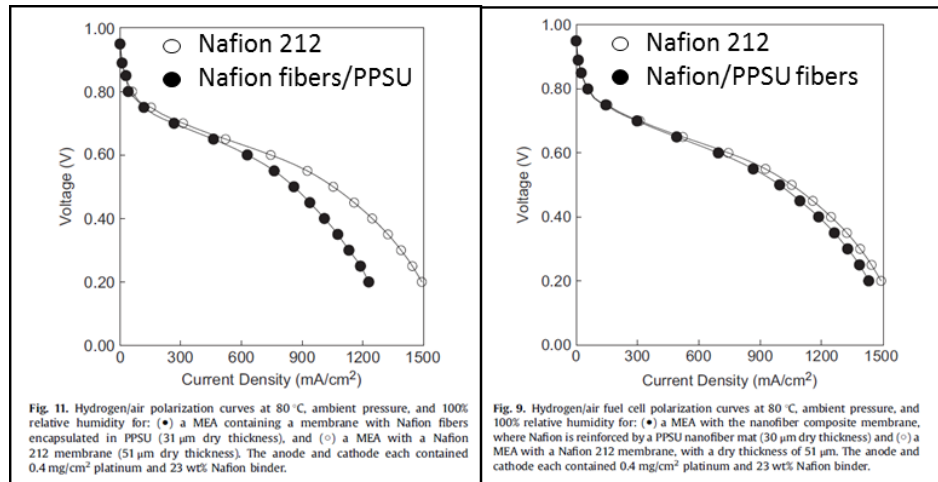 1.00
0.80
0.60
0.40
0.20
0.00
Voltage (V)
○ Nafion 212
● Nafion fibers/PPSU
0 300 600 900 1200 1500
Current Density (mA/cm²)
Fig. 11. Hydrogen/air polarization curves at 80 °C, ambient pressure, and 100%
relative humidity for: (•) a MEA containing a membrane with Nafion fibers
encapsulated in PPSU (31 μm dry thickness), and (○) a MEA with a Nafion
212 membrane (51 μm dry thickness). The anode and cathode each contained
0.4 mg/cm² platinum and 23 wt% Nafion binder.
1.00
0.80
0.60
0.40
0.20
0.00
Voltage (V)
○ Nafion 212
● Nafion/PPSU fibers
0 300 600 900 1200 1500
Current Density (mA/cm²)
Fig. 9. Hydrogen/air fuel cell polarization curves at 80 °C, ambient pressure, and
100% relative humidity for: (•) a MEA with the nanofiber composite membrane,
where Nafion is reinforced by a PPSU nanofiber mat (30 μm dry thickness) and (○) a
MEA with a Nafion 212 membrane, with a dry thickness of 51 μm. The anode and
cathode each contained 0.4 mg/cm² platinum and 23 wt% Nafion binder.